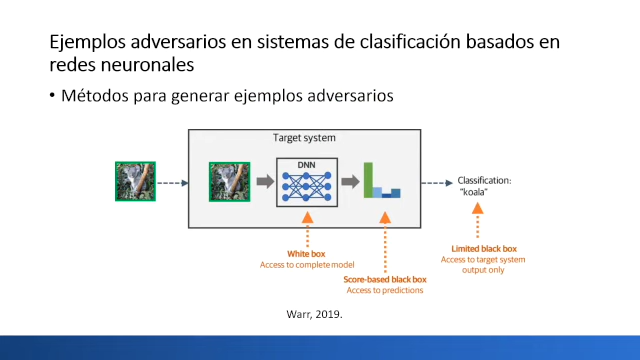 Ejemplos adversarios en sistemas de clasificación basados en
redes neuronales
• Métodos para generar ejemplos adversarios
Target system
DNN
Classification:
"koala"
White box
Access to complete model
Score-based black box
Access to predictions
Limited black box
Access to target system
output only
Warr, 2019.